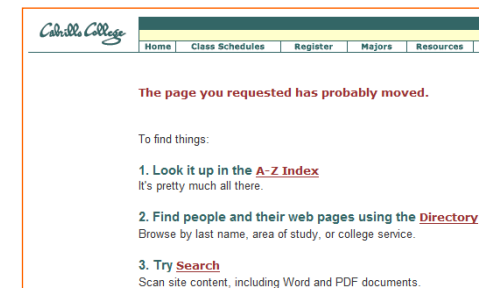 Cabrillo College
Home Class Schedules Register Majors Resources
The page you requested has probably moved.
To find things:
1. Look it up in the A-Z Index
It's pretty much all there.
2. Find people and their web pages using the Directory
Browse by last name, area of study, or college service.
3. Try Search
Scan site content, including Word and PDF documents.